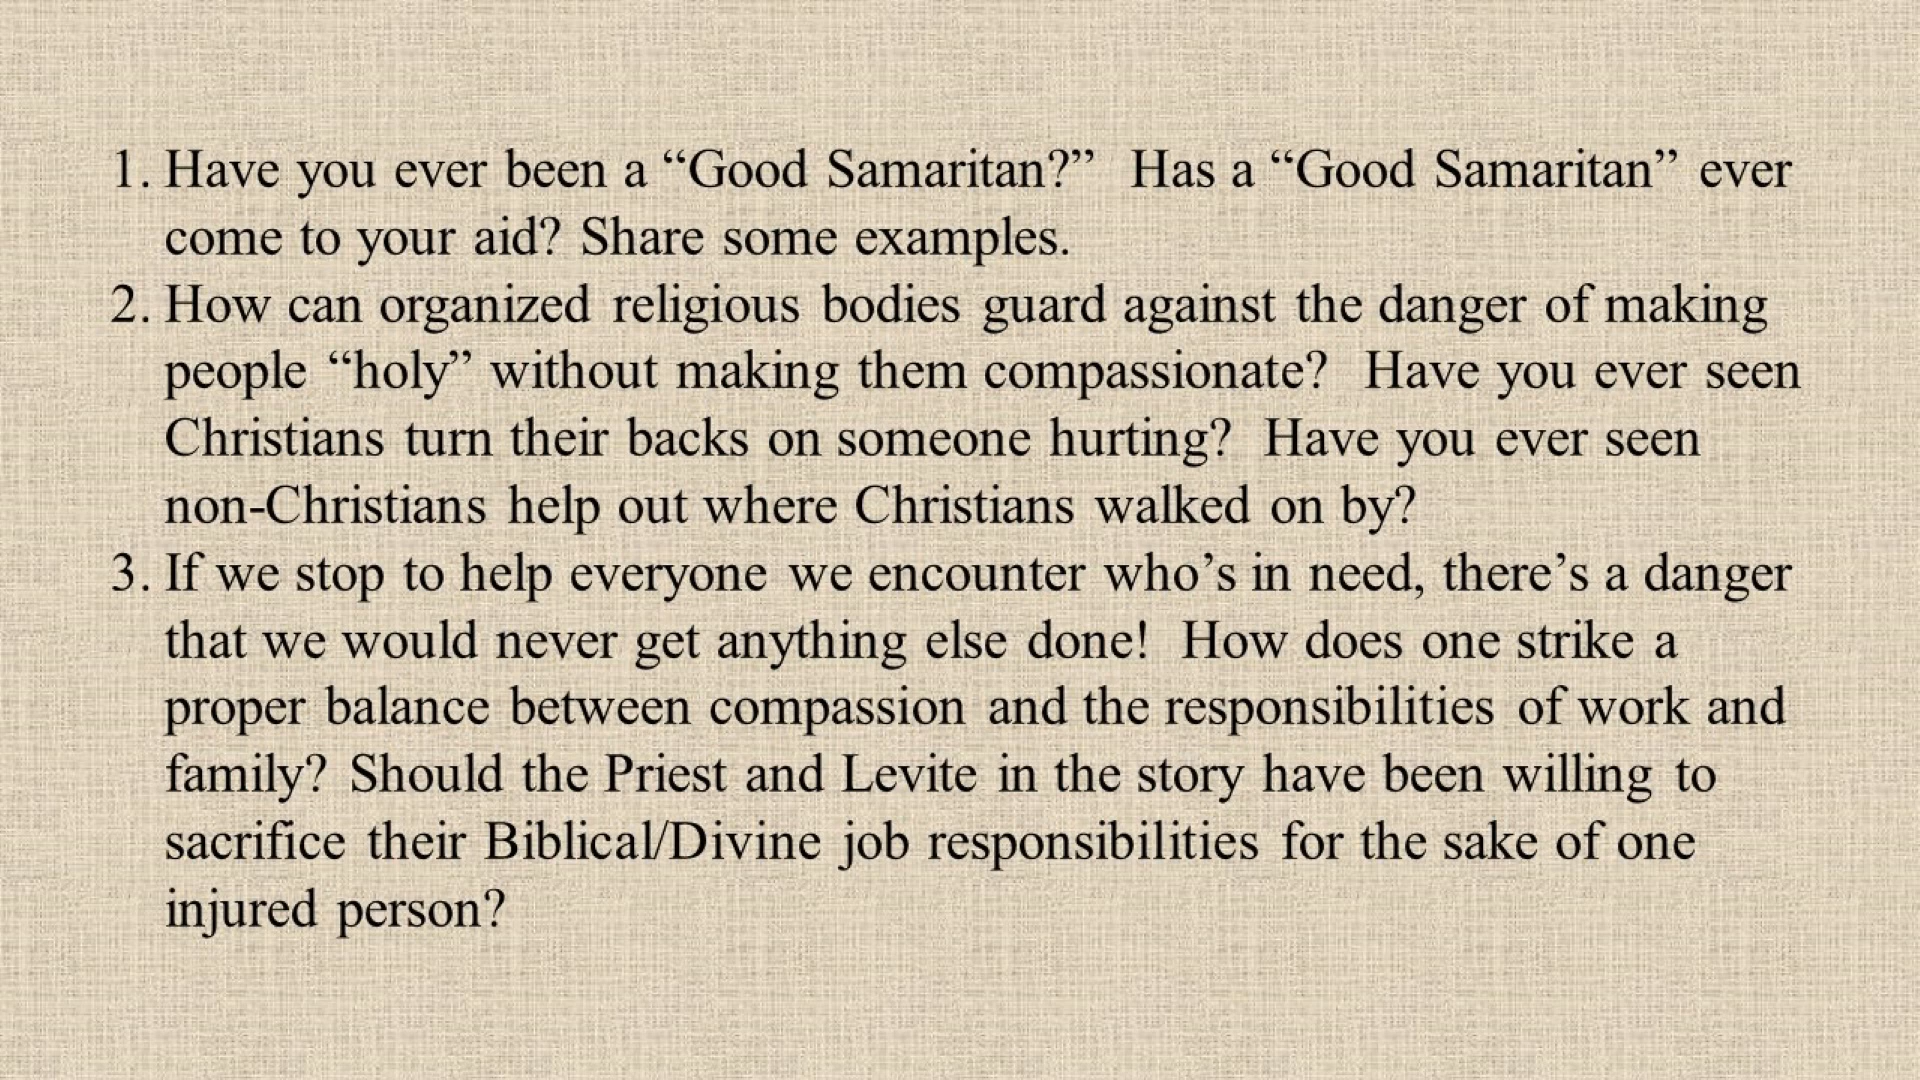 1. Have you ever been a “Good Samaritan?”  Has a “Good Samaritan” ever
come to your aid? Share some examples.
2. How can organized religious bodies guard against the danger of making
people “holy” without making them compassionate?  Have you ever seen
Christians turn their backs on someone hurting?  Have you ever seen
non-Christians help out where Christians walked on by?
3. If we stop to help everyone we encounter who’s in need, there’s a danger
that we would never get anything else done!  How does one strike a
proper balance between compassion and the responsibilities of work and
family? Should the Priest and Levite in the story have been willing to
sacrifice their Biblical/Divine job responsibilities for the sake of one
injured person?